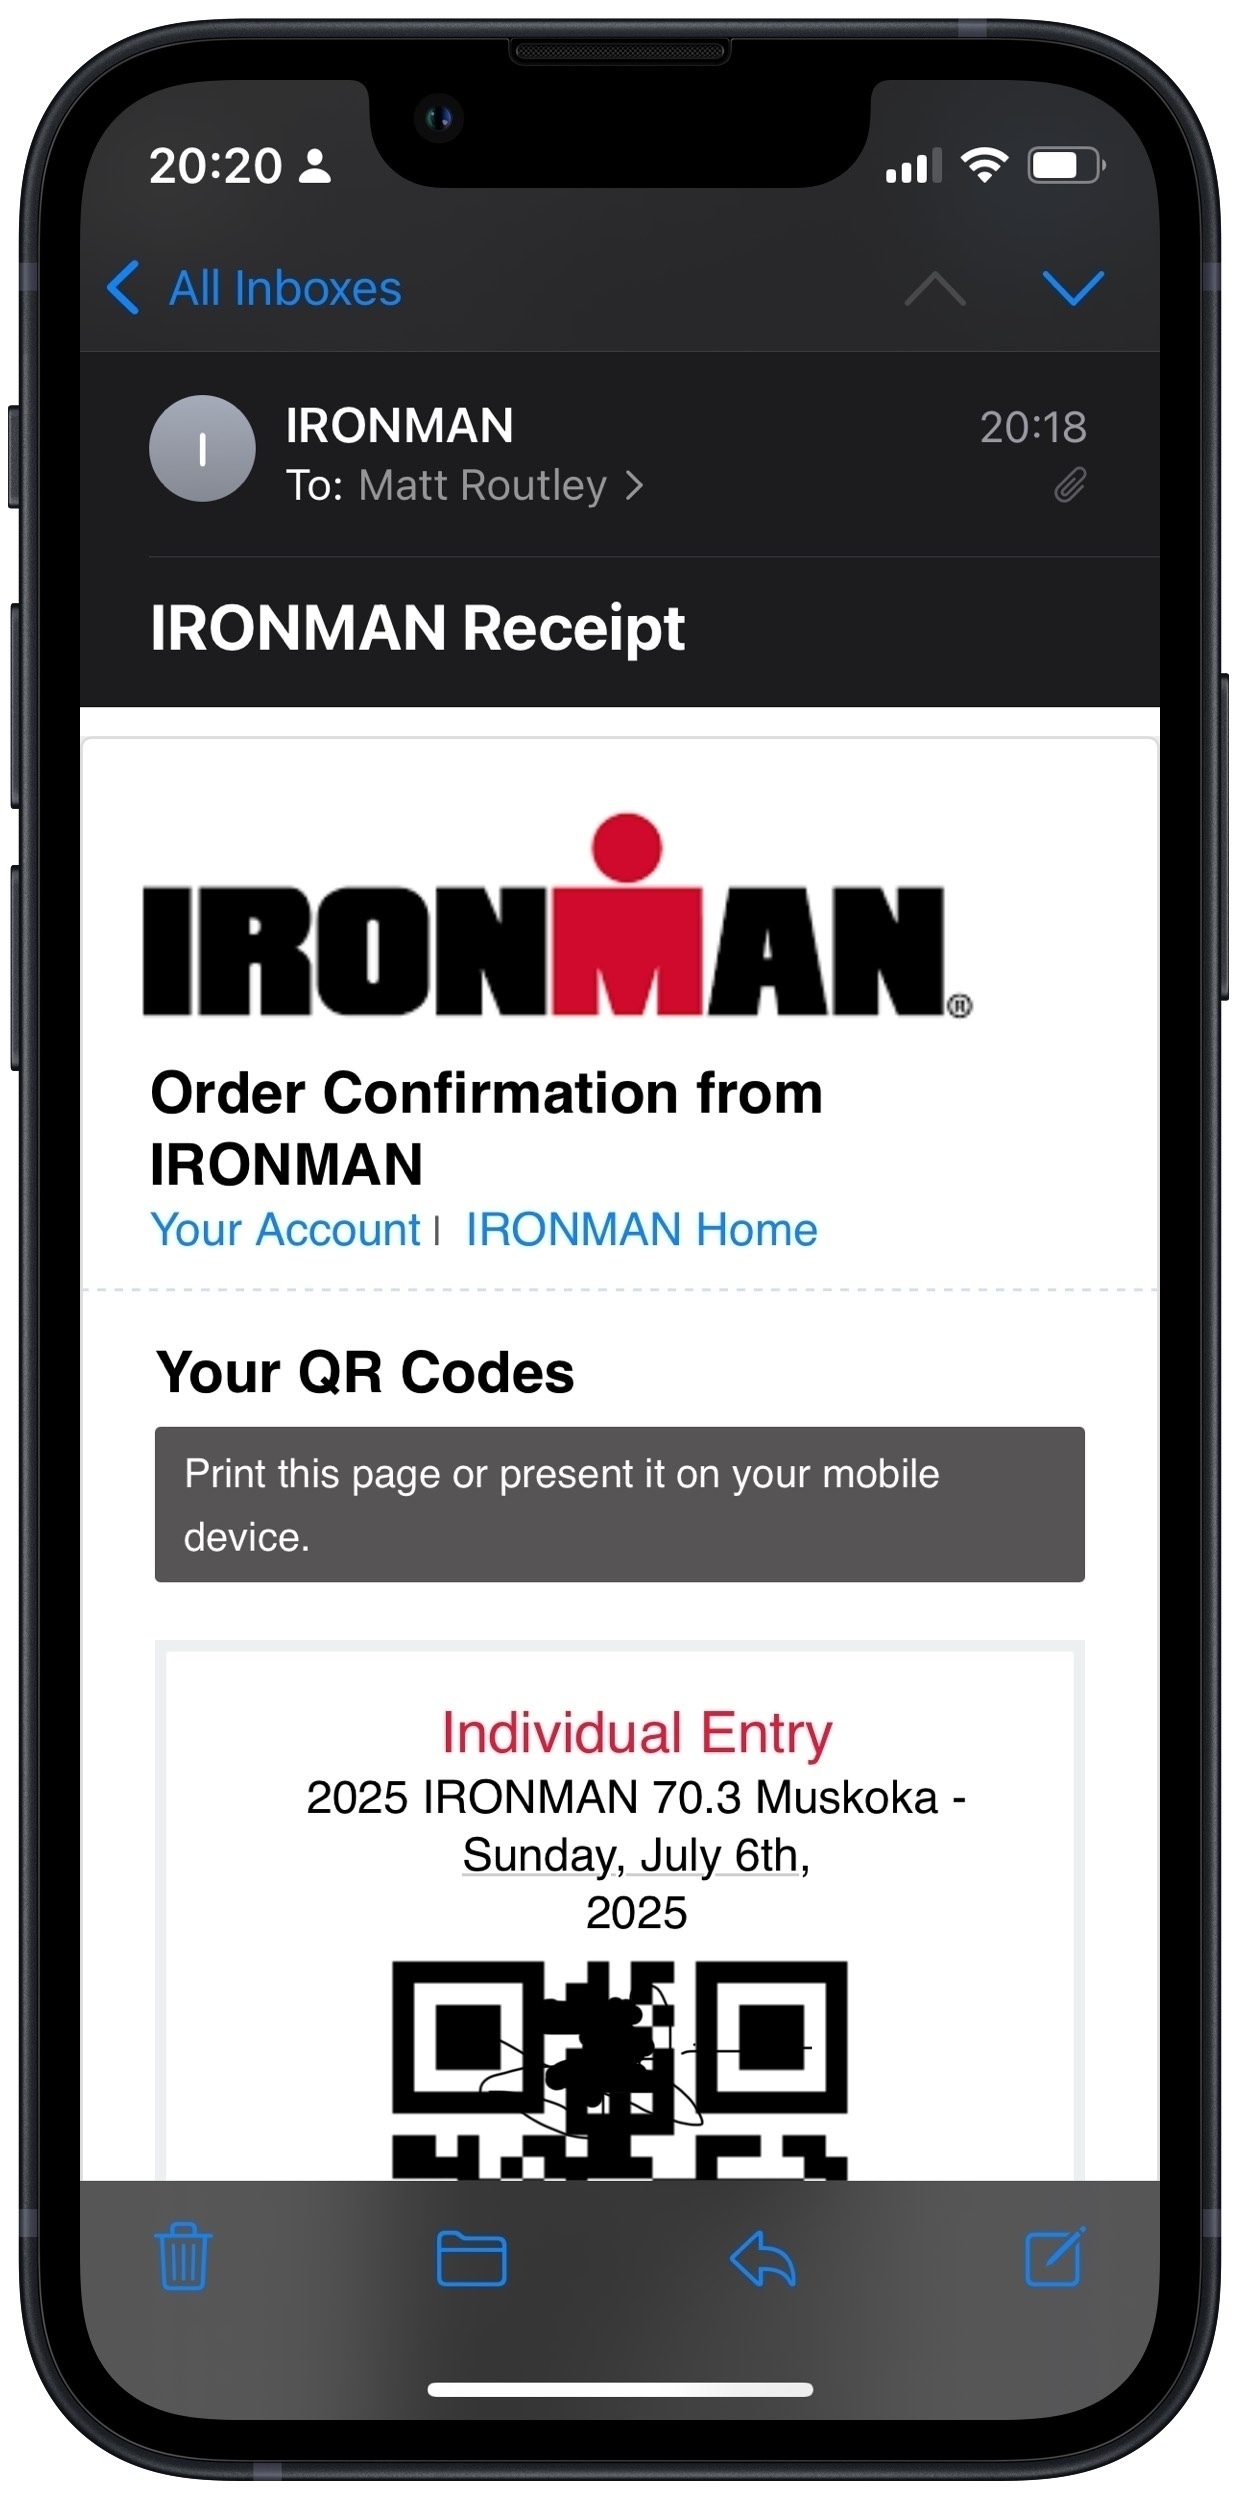 20:20
All Inboxes
I
IRONMAN
20:18
To: Matt Routley
IRONMAN Receipt
IRONMAN®
Order Confirmation from
IRONMAN
Your Account | IRONMAN Home
Your QR Codes
Print this page or present it on your mobile
device.
Individual Entry
2025 IRONMAN 70.3 Muskoka -
Sunday, July 6th,
2025